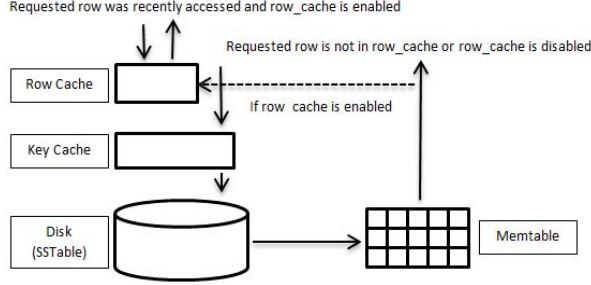 Requested row was recently accessed and row_cache is enabled
Requested row is not in row_cache or row_cache is disabled
Row Cache
If row cache is enabled
Key Cache
Disk
(SSTable)
Memtable